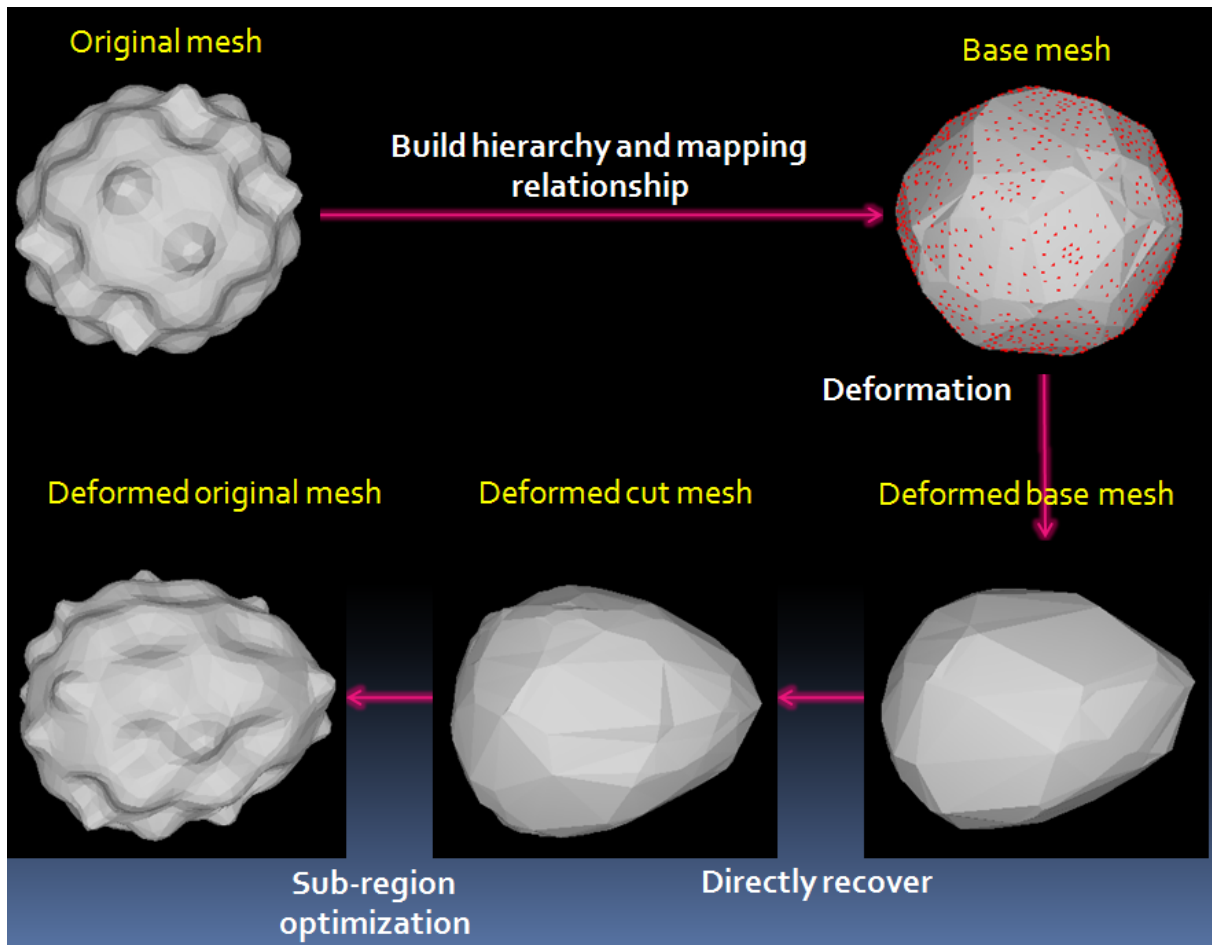 Original mesh
Base mesh
Build hierarchy and mapping
relationship
Deformation
Deformed original mesh
Deformed cut mesh
Deformed base mesh
Sub-region
optimization
Directly recover